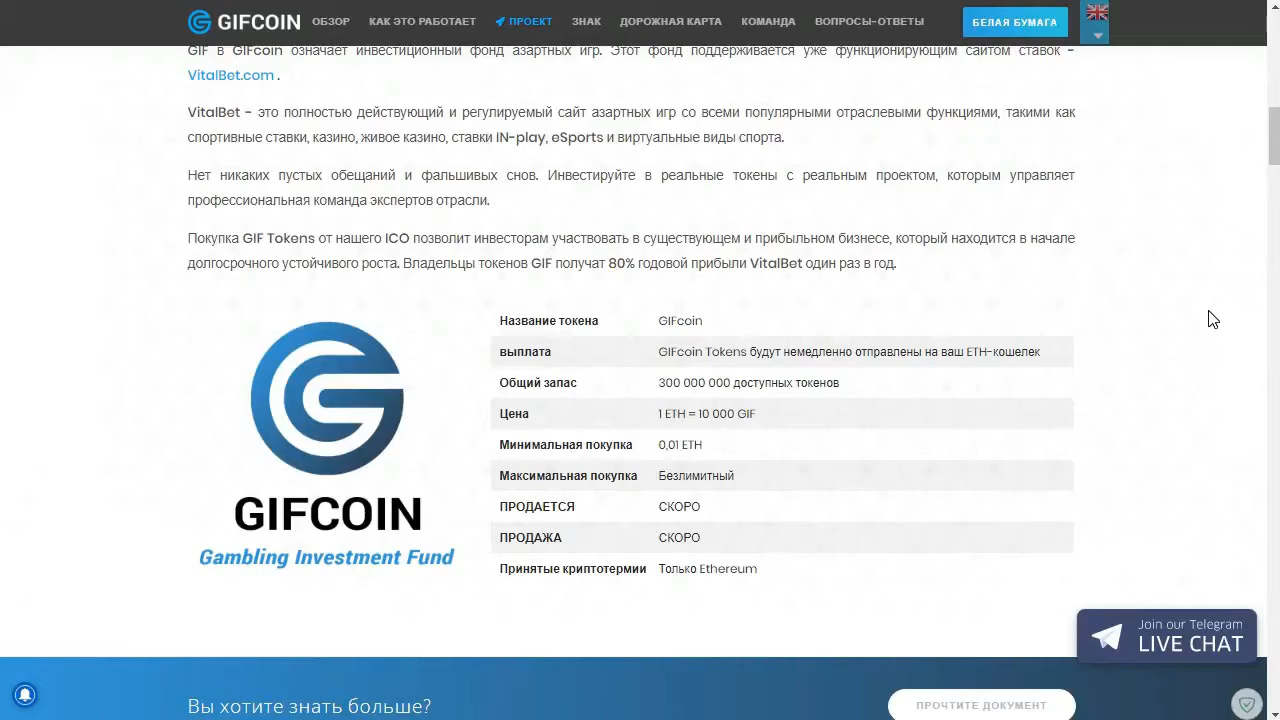 GIFCOIN ОБЗОР КАК ЭТО РАБОТАЕТ ПРОЕКТ ЗНАК ДОРОЖНАЯ КАРТА КОМАНДА ВОПРОСЫ-ОТВЕТЫ БЕЛАЯ БУМАГА
GIF в GIFcoin означает инвестиционный фонд азартных игр. Этот фонд поддерживается уже функционирующим сайтом ставок -
VitalBet.com .
VitalBet - это полностью действующий и регулируемый сайт азартных игр со всеми популярными отраслевыми функциями, такими как
спортивные ставки, казино, живое казино, ставки IN-play, eSports и виртуальные виды спорта.
Нет никаких пустых обещаний и фальшивых снов. Инвестируйте в реальные токены с реальным проектом, которым управляет
профессиональная команда экспертов отрасли.
Покупка GIF Tokens от нашего ICO позволит инвесторам участвовать в существующем и прибыльном бизнесе, который находится в начале
долгосрочного устойчивого роста. Владельцы токенов GIF получат 80% годовой прибыли VitalBet один раз в год.
GIFCOIN
Gambling Investment Fund
Название токена GIFcoin
выплата GIFcoin Tokens будут немедленно отправлены на ваш ETH-кошелек
Общий запас 300 000 000 доступных токенов
Цена 1 ETH = 10 000 GIF
Минимальная покупка 0,01 ETH
Максимальная покупка Безлимитный
ПРОДАЕТСЯ СКОРО
ПРОДАЖА СКОРО
Принятые криптотермии Только Ethereum
Join our Telegram
LIVE CHAT
Вы хотите знать больше? ПРОЧТИТЕ ДОКУМЕНТ